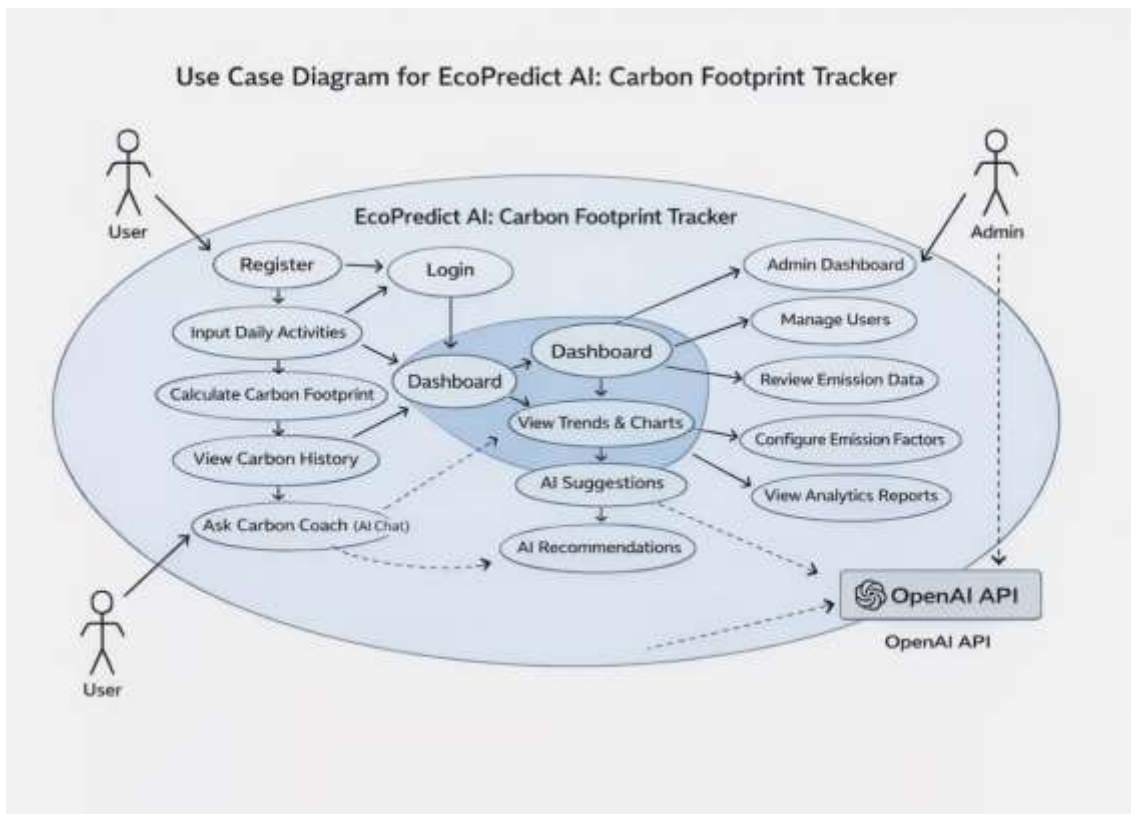 Use Case Diagram for EcoPredict AI: Carbon Footprint Tracker
User
Admin
EcoPredict AI: Carbon Footprint Tracker
Register
Login
Admin Dashboard
Input Daily Activities
Manage Users
Dashboard
Dashboard
Review Emission Data
Calculate Carbon Footprint
View Trends & Charts
Configure Emission Factors
View Carbon History
AI Suggestions
View Analytics Reports
Ask Carbon Coach (AI Chat)
AI Recommendations
OpenAI API
OpenAI API
User